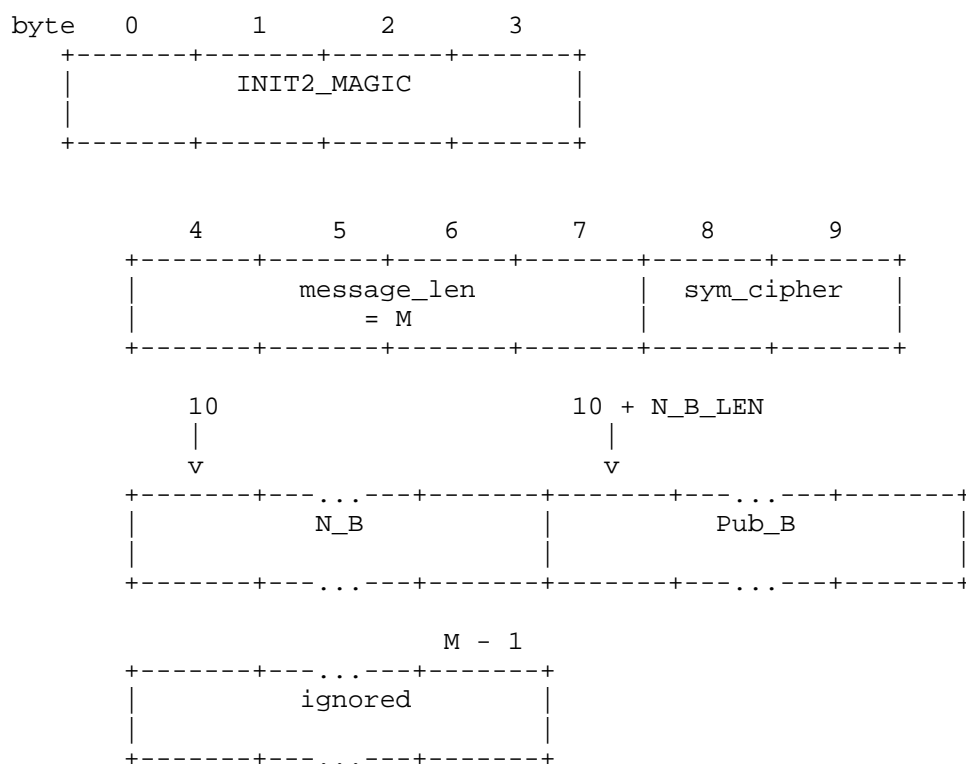 byte 0 1 2 3
+-------+-------+-------+-------+
| INIT2_MAGIC |
| |
+-------+-------+-------+-------+
4 5 6 7 8 9
+-------+-------+-------+-------+-------+-------+
| message_len | sym_cipher |
| = M | |
+-------+-------+-------+-------+-------+-------+
10 10 + N_B_LEN
| |
v v
+-------+---...---+-------+-------+---...---+-------+
| N_B | Pub_B |
| | |
+-------+---...---+-------+-------+---...---+-------+
M - 1
+-------+---...---+-------+
| ignored |
| |
+-------+---...---+-------+